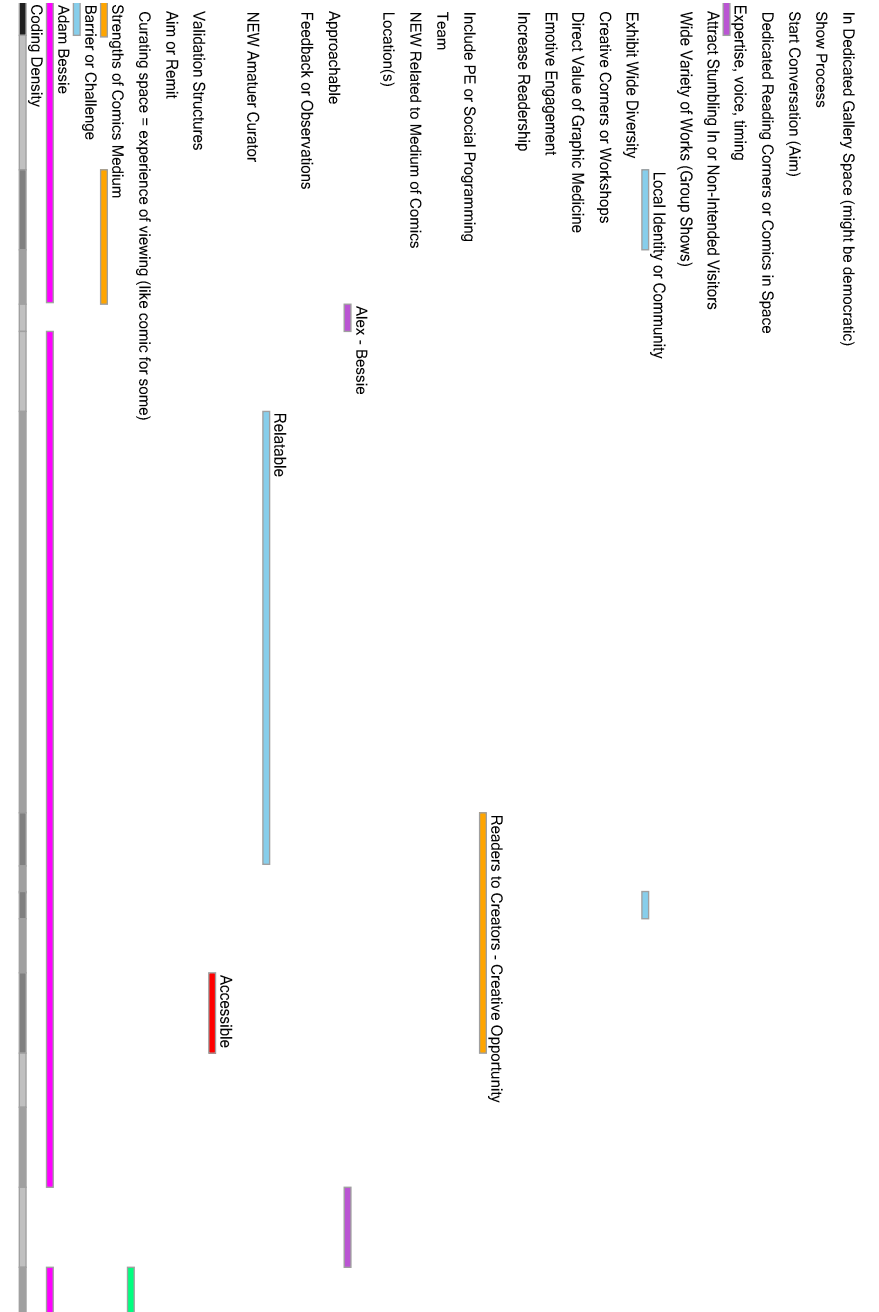 In Dedicated Gallery Space (might be democratic)
Show Process
Start Conversation (Aim)
Dedicated Reading Corners or Comics in Space
Expertise, voice, timing
Attract Stumbling In or Non-Intended Visitors
Wide Variety of Works (Group Shows)
Local Identity or Community
Exhibit Wide Diversity
Creative Corners or Workshops
Direct Value of Graphic Medicine
Emotive Engagement
Increase Readership
Readers to Creators - Creative Opportunity
Include PE or Social Programming
Team
NEW Related to Medium of Comics
Location(s)
Alex - Bessie
Approachable
Feedback or Observations
Relatable
NEW Amatuer Curator
Accessible
Validation Structures
Aim or Remit
Curating space = experience of viewing (like comic for some)
Strengths of Comics Medium
Barrier or Challenge
Adam Bessie
Coding Density